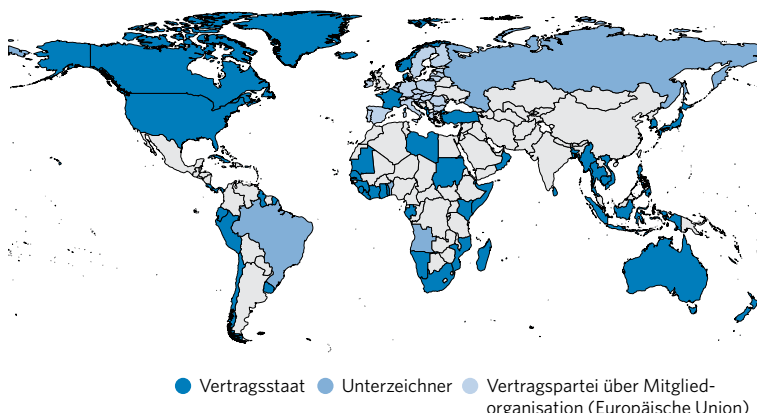 Vertragsstaat Unterzeichner Vertragspartei über Mitglied-
organisation (Europäische Union)